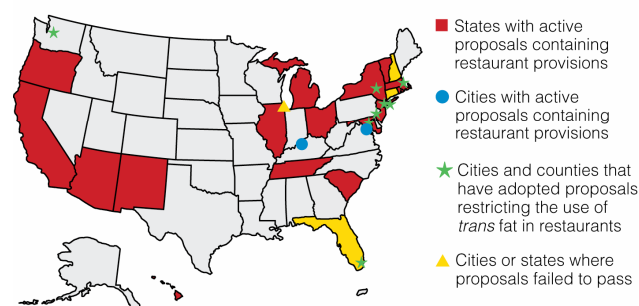 States with active
proposals containing
restaurant provisions
Cities with active
proposals containing
restaurant provisions
Cities and counties that
have adopted proposals
restricting the use of
trans fat in restaurants
Cities or states where
proposals failed to pass